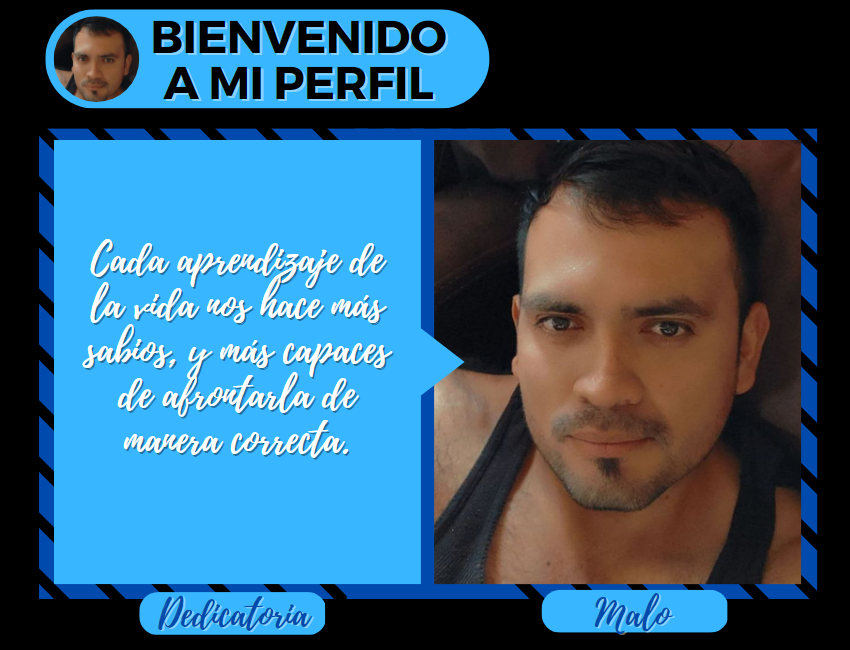 BIENVENIDO
A MI PERFIL
Cada aprendizaje de
la vida nos hace más
sabios, y más capaces
de afrontarla de
manera correcta.
Dedicatoria
Malo